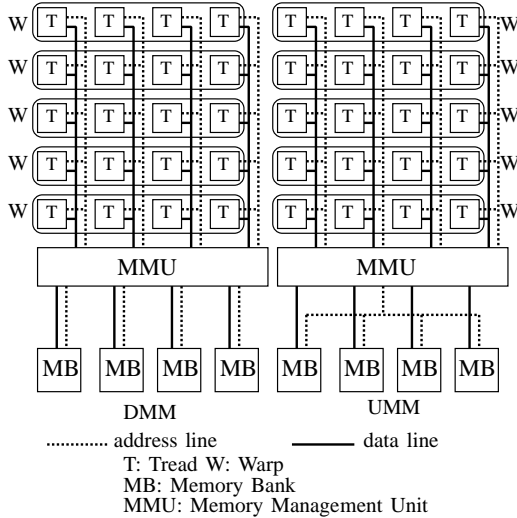 W T T T T T T T T W
W T T T T T T T T W
W T T T T T T T T W
W T T T T T T T T W
W T T T T T T T T W
MMU MMU
MB MB MB MB MB MB MB MB
DMM UMM
address line data line
T: Tread W: Warp
MB: Memory Bank
MMU: Memory Management Unit